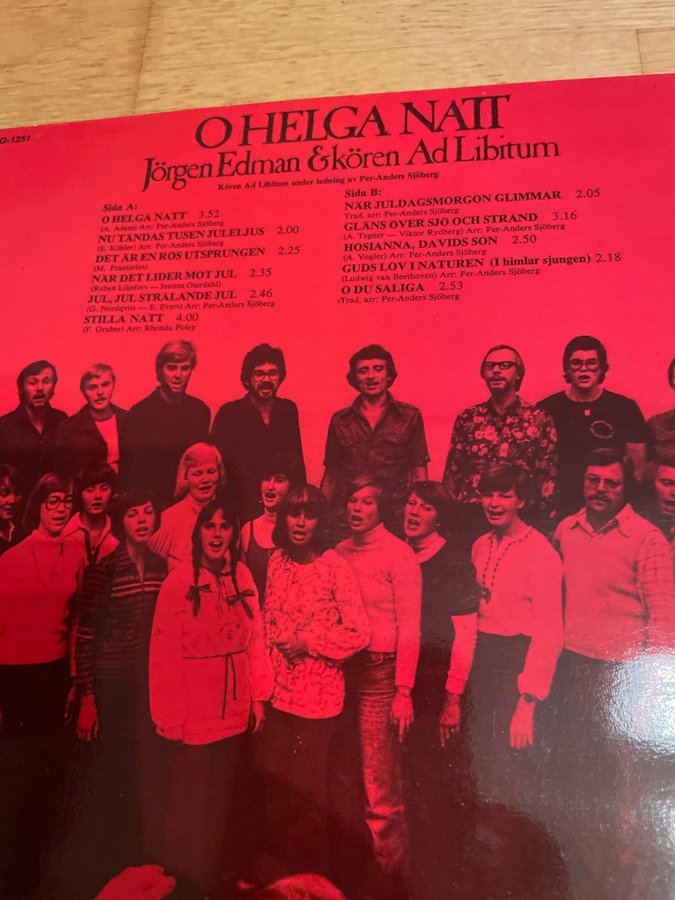 G-1251
O HELGA NATT
Jörgen Edman & kören Ad Libitum
Kören Ad Libitum under ledning av Per-Anders Sjöberg
Sida A:
O HELGA NATT 3.52
(A. Adam) Arr: Per-Anders Sjöberg
NU TÄNDAS TUSEN JULELJUS 2.00
(E. Köhler) Arr: Per-Anders Sjöberg
DET ÄR EN ROS UTSPRUNGEN 2.25
(M. Praetorius)
NÄR DET LIDER MOT JUL 2.35
(Ruben Liljefors — Jeanna Oterdahl)
JUL, JUL STRÅLANDE JUL 2.46
(G. Nordqvist — E. Evers) Arr: Per-Anders Sjöberg
STILLA NATT 4.00
(F. Gruber) Arr: Rhonda Poley
Sida B:
NÄR JULDAGSMORGON GLIMMAR 2.05
Trad. arr: Per-Anders Sjöberg
GLÄNS ÖVER SJÖ OCH STRAND 3.16
(A. Tegner — Viktor Rydberg) Arr: Per-Anders Sjöberg
HOSIANNA, DAVIDS SON 2.50
(A. Vogler) Arr: Per-Anders Sjöberg
GUDS LOV I NATUREN (I himlar sjungen) 2.18
(Ludwig van Beethoven) Arr: Per-Anders Sjöberg
O DU SALIGA 2.53
Trad, arr: Per-Anders Sjöberg